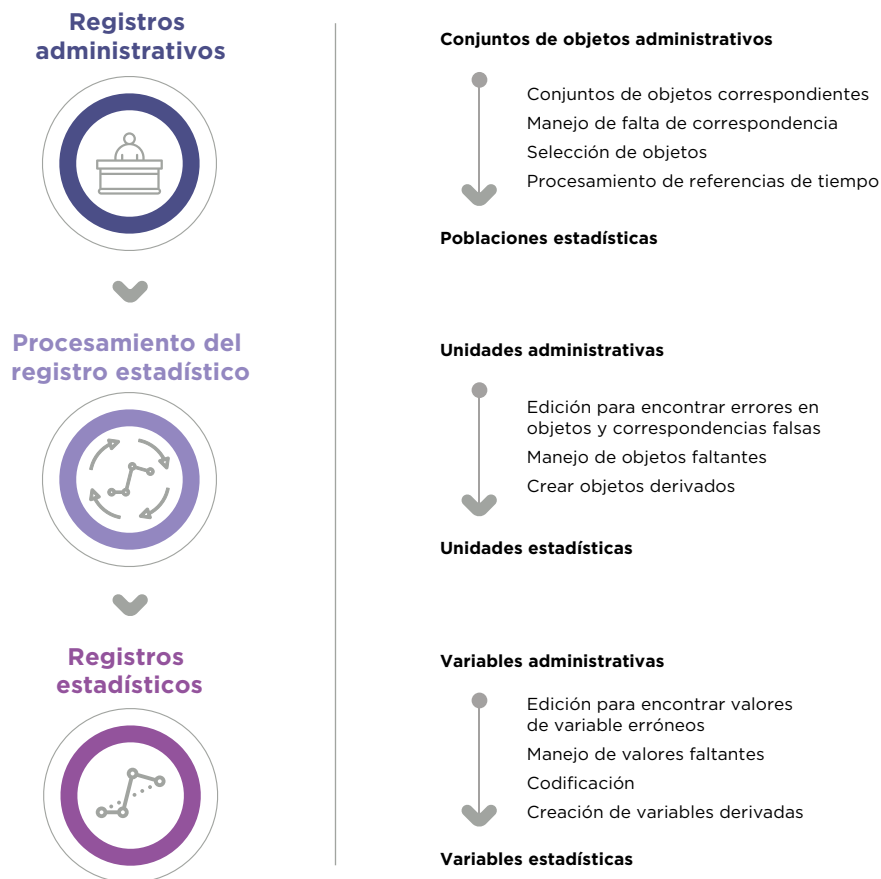 Registros
administrativos
Procesamiento del
registro estadístico
Registros
estadísticos
Conjuntos de objetos administrativos
Conjuntos de objetos correspondientes
Manejo de falta de correspondencia
Selección de objetos
Procesamiento de referencias de tiempo
Poblaciones estadísticas
Unidades administrativas
Edición para encontrar errores en
objetos y correspondencias falsas
Manejo de objetos faltantes
Crear objetos derivados
Unidades estadísticas
Variables administrativas
Edición para encontrar valores
de variable erróneos
Manejo de valores faltantes
Codificación
Creación de variables derivadas
Variables estadísticas